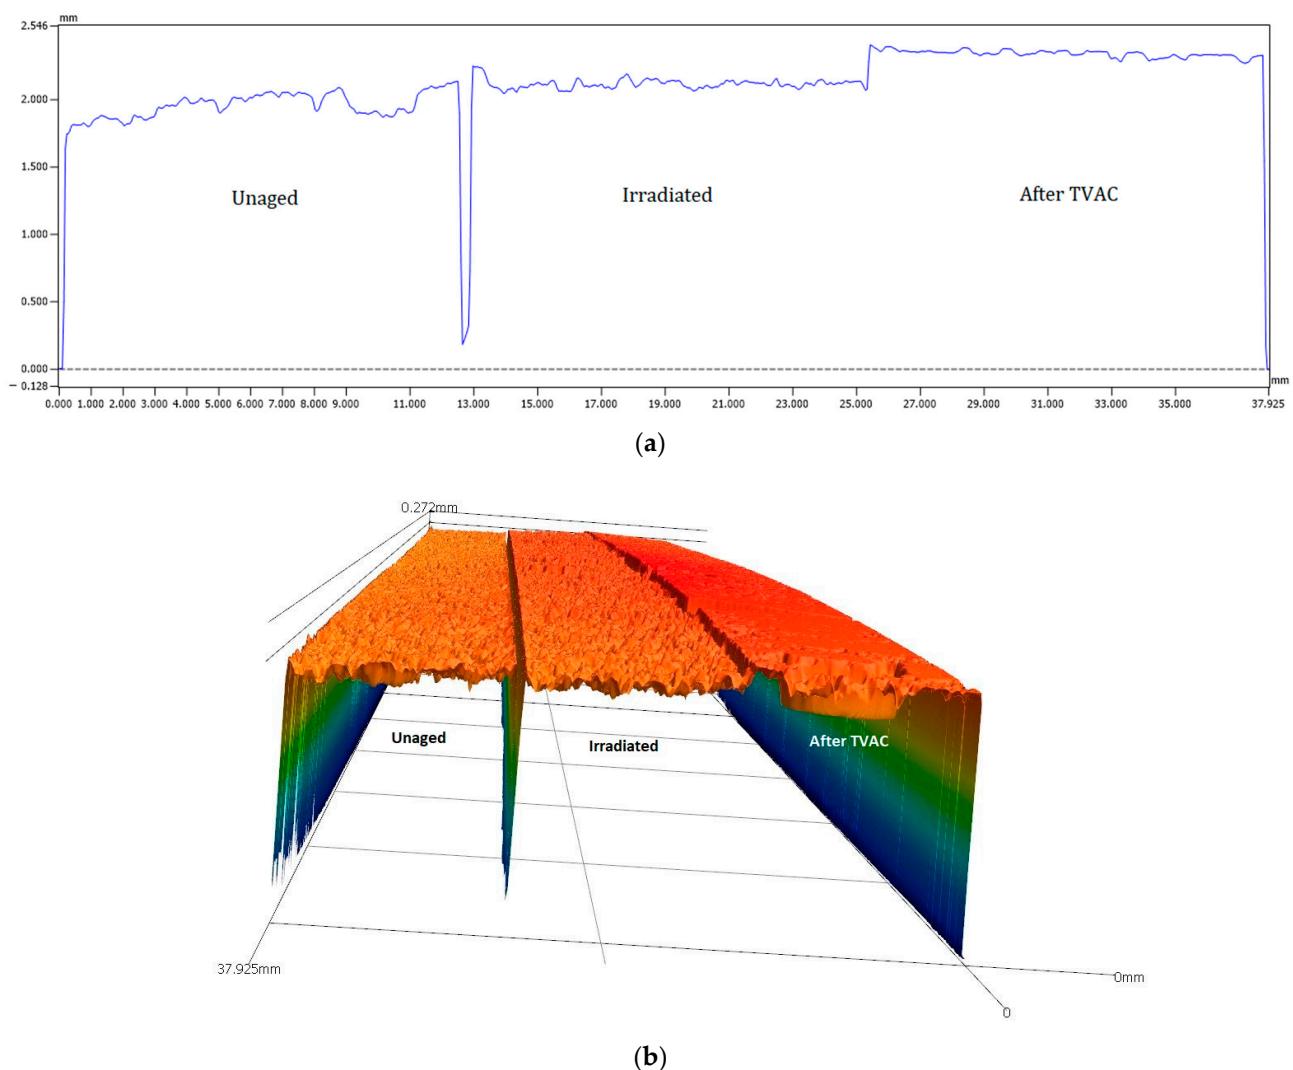 mm
2.546
2.000
1.500
1.000
0.500
0.000
− 0.128
Unaged Irradiated After TVAC
mm
0.000 1.000 2.000 3.000 4.000 5.000 6.000 7.000 8.000 9.000 11.000 13.000 15.000 17.000 19.000 21.000 23.000 25.000 27.000 29.000 31.000 33.000 35.000 37.925
(a)
0.272mm
Unaged Irradiated After TVAC
37.925mm
0mm
0
(b)